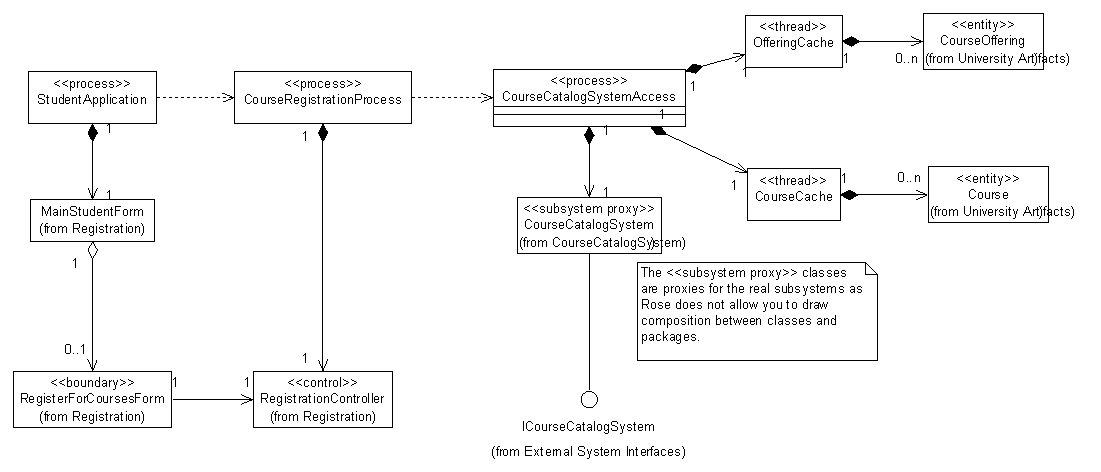 <<thread>>
OfferingCache
<<entity>>
CourseOffering
(from University Artifacts)
1
0..n
1
<<process>>
StudentApplication
<<process>>
CourseRegistrationProcess
<<process>>
CourseCatalogSystemAccess
1
1
1
1
1
1
1
1
1
<<thread>>
CourseCache
1
0..n
<<entity>>
Course
(from University Artifacts)
MainStudentForm
(from Registration)
<<subsystem proxy>>
CourseCatalogSystem
(from CourseCatalogSystem)
1
The <<subsystem proxy>> classes
are proxies for the real subsystems as
Rose does not allow you to draw
composition between classes and
packages.
0..1
1
<<boundary>>
RegisterForCoursesForm
(from Registration)
1
1
<<control>>
RegistrationController
(from Registration)
ICourseCatalogSystem
(from External System Interfaces)